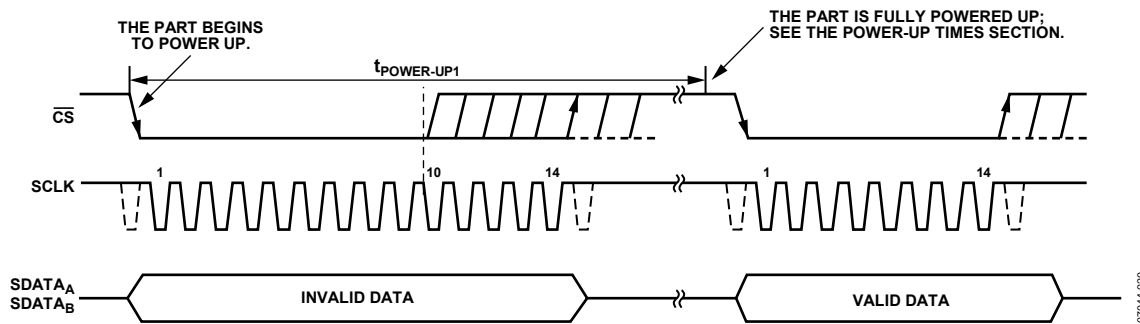 THE PART BEGINS
TO POWER UP.
THE PART IS FULLY POWERED UP;
SEE THE POWER-UP TIMES SECTION.
tPOWER-UP1
CS
SCLK
1 10 14 1 14
SDATAA
SDATAB
INVALID DATA
VALID DATA